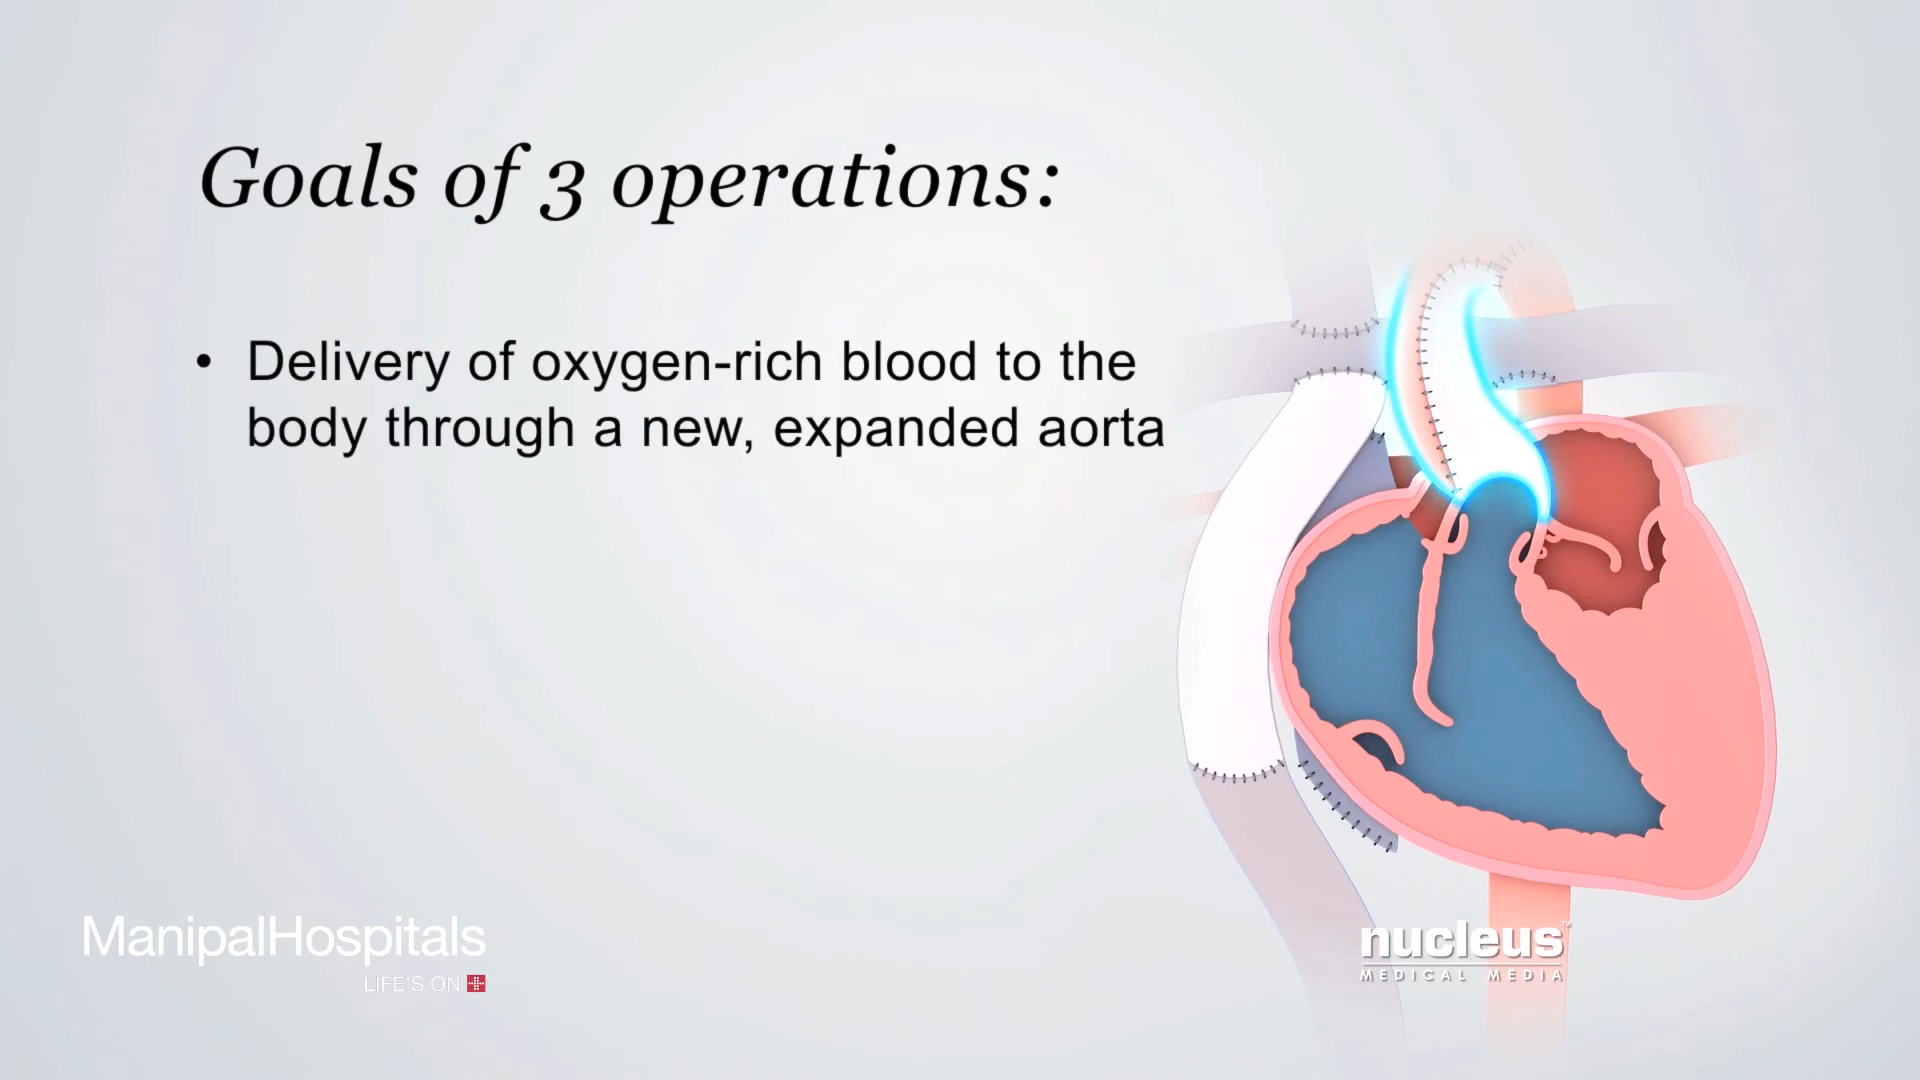 Goals of 3 operations:
• Delivery of oxygen-rich blood to the
body through a new, expanded aorta
ManipalHospitals
LIFE'S ON
nucleus™
MEDICAL MEDIA